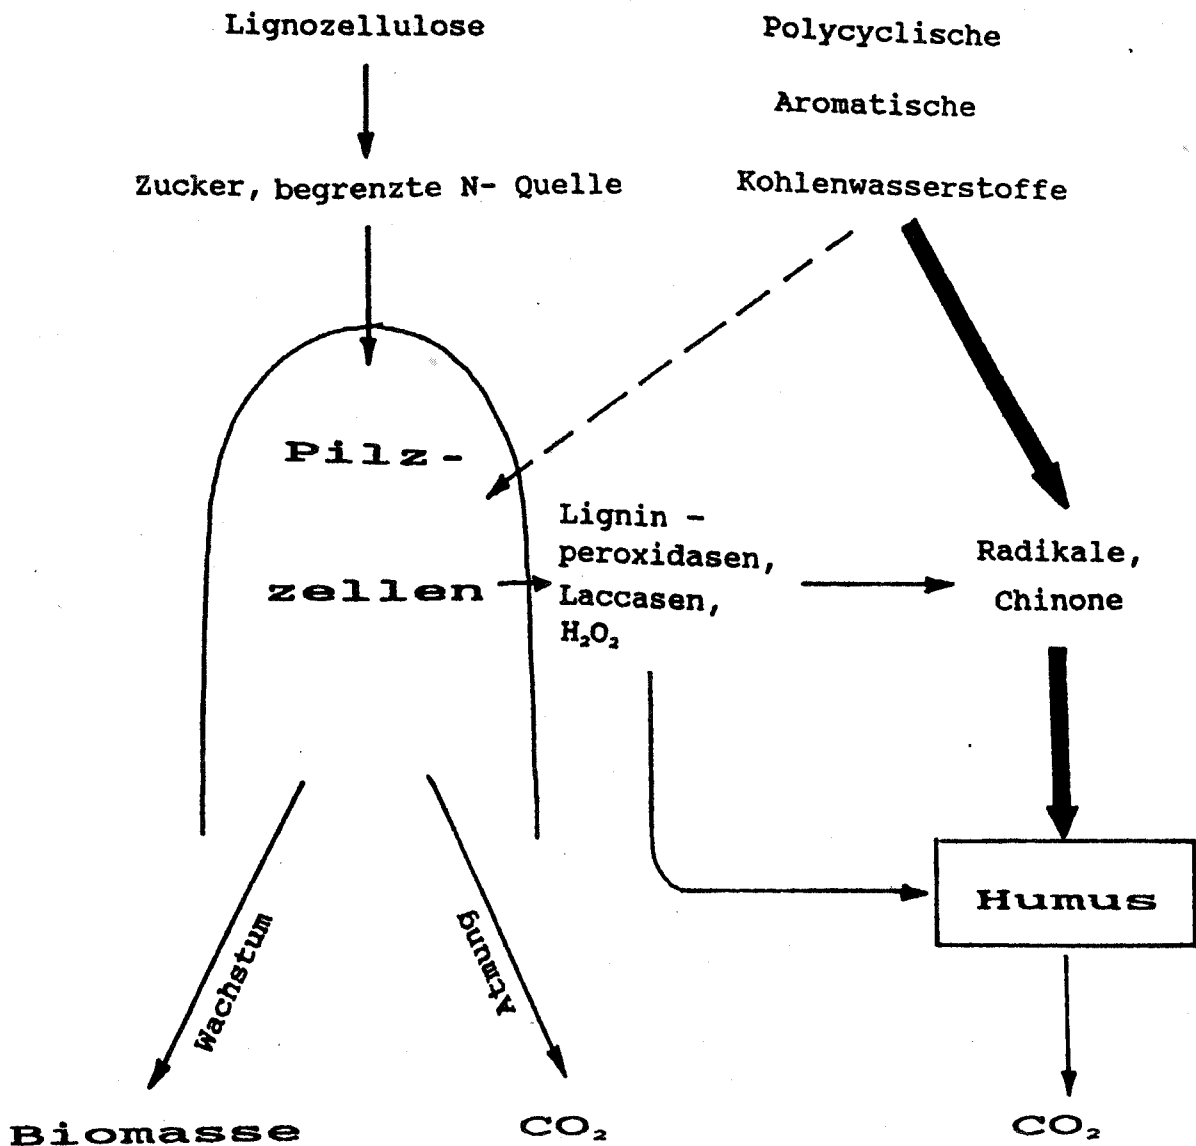 Lignozellulose
Polycyclische
Aromatische
Kohlenwasserstoffe
Zucker, begrenzte N- Quelle
Pilz-
zellen
Lignin -
peroxidasen,
Laccasen,
H₂O₂
Radikale,
Chinone
Humus
Wachstum
Atmung
Biomasse
CO₂
CO₂